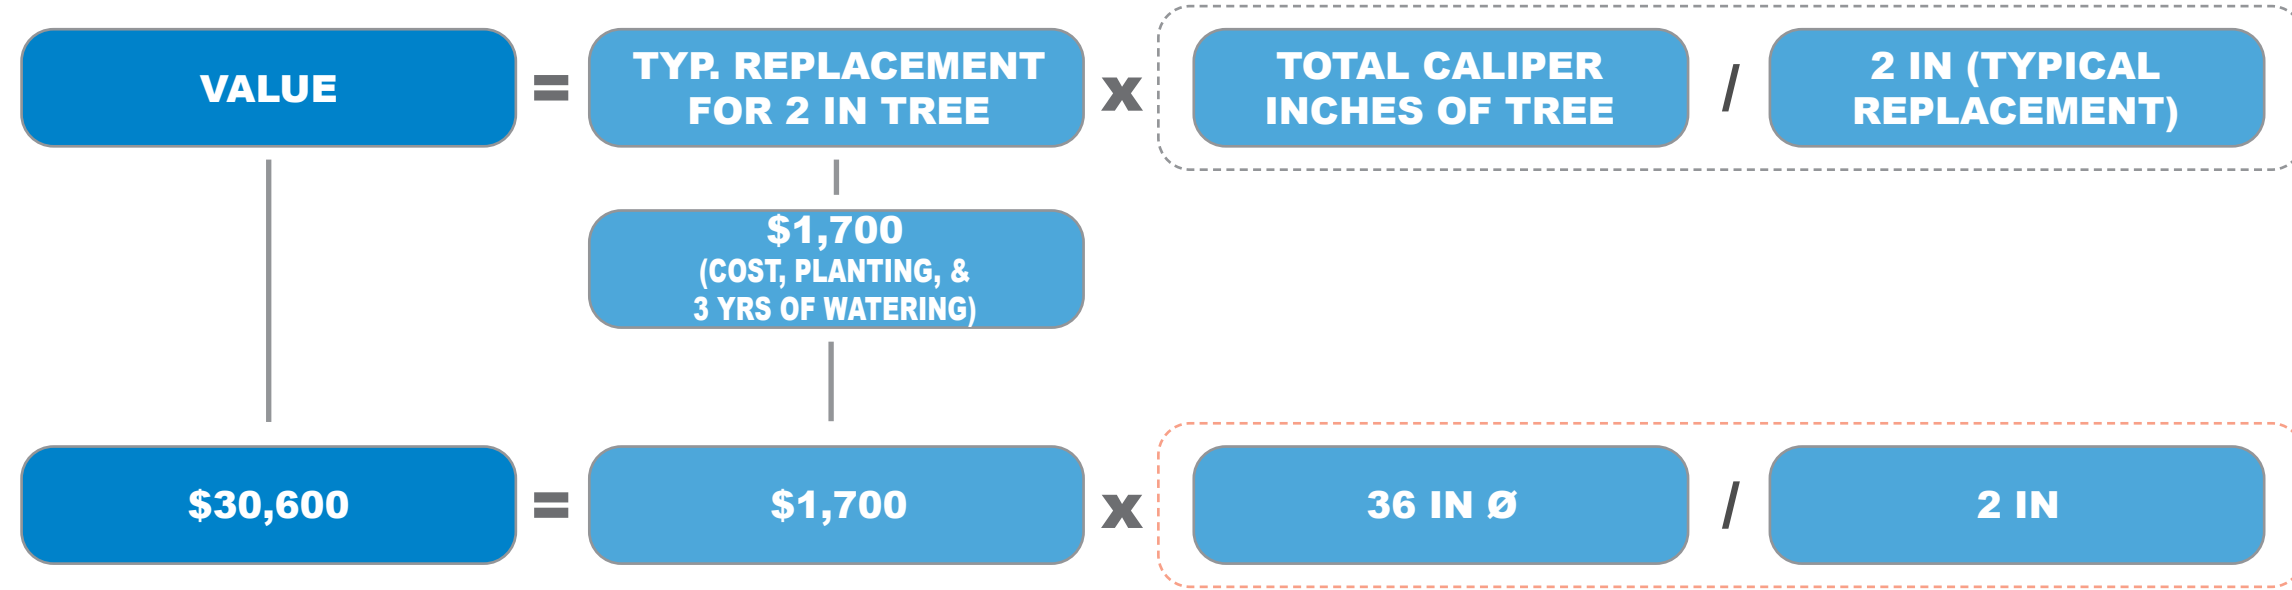 VALUE
=
TYP. REPLACEMENT
FOR 2 IN TREE
x
TOTAL CALIPER
INCHES OF TREE
/
2 IN (TYPICAL
REPLACEMENT)
$1,700
(COST, PLANTING, &
3 YRS OF WATERING)
$30,600
=
$1,700
x
36 IN Ø
/
2 IN